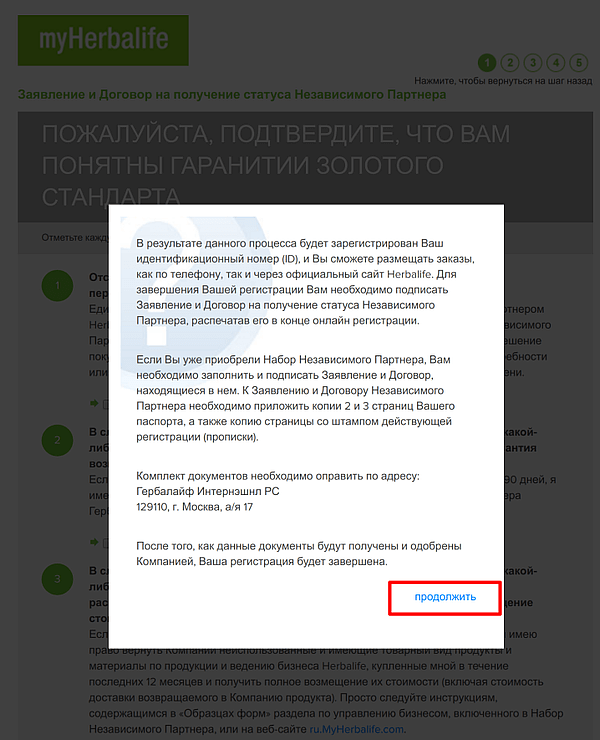 myHerbalife
1 2 3 4 5
Нажмите, чтобы вернуться на шаг назад
Заявление и Договор на получение статуса Независимого Партнера
ПОЖАЛУЙСТА, ПОДТВЕРДИТЕ, ЧТО ВАМ
ПОНЯТНЫ ГАРАНИТИИ ЗОЛОТОГО
СТАНДАРТА
Отметьте кажд
В результате данного процесса будет зарегистрирован Ваш
идентификационный номер (ID), и Вы сможете размещать заказы,
как по телефону, так и через официальный сайт Herbalife. Для
завершения Вашей регистрации Вам необходимо подписать
Заявление и Договор на получение статуса Независимого
Партнера, распечатав его в конце онлайн регистрации.
Если Вы уже приобрели Набор Независимого Партнера, Вам
необходимо заполнить и подписать Заявление и Договор,
находящиеся в нем. К Заявлению и Договору Независимого
Партнера необходимо приложить копии 2 и 3 страниц Вашего
паспорта, а также копию страницы со штампом действующей
регистрации (прописки).
Комплект документов необходимо оправить по адресу:
Гербалайф Интернэшнл РС
129110, г. Москва, а/я 17
После того, как данные документы будут получены и одобрены
Компанией, Ваша регистрация будет завершена.
продолжить
1
2
3
право вернуть Компании неиспользованные и имеющие товарный вид продукты и
материалы по продукции и ведению бизнеса Herbalife, купленные мной в течение
последних 12 месяцев и получить полное возмещение их стоимости (включая стоимость
доставки возвращаемого в Компанию продукта). Просто следуйте инструкциям,
содержащимся в «Образцах форм» раздела по управлению бизнесом, включенного в Набор
Независимого Партнера, или на веб-сайте ru.MyHerbalife.com.